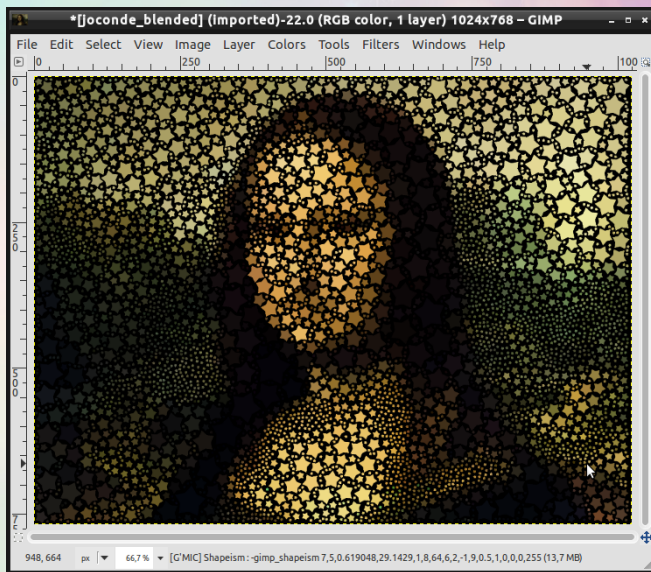 *[joconde_blended] (imported)-22.0 (RGB color, 1 layer) 1024x768 – GIMP
File Edit Select View Image Layer Colors Tools Filters Windows Help
0 250 500 750 100
0
250
500
75
948, 664 px 66,7 % [G'MIC] Shapeism : -gimp_shapeism 7,5,0.619048,29.1429,1,8,64,6,2,-1,9,0.5,1,0,0,0,255 (13,7 MB)